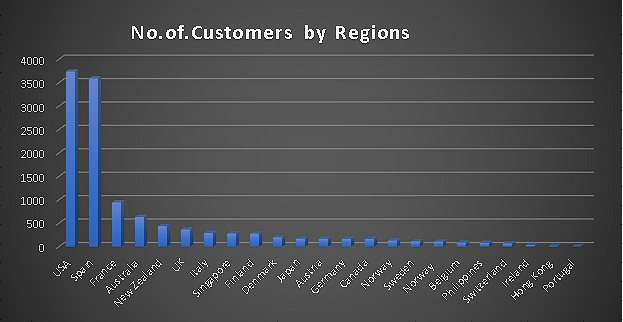 No.of.Customers by Regions
4000
3500
3000
2500
2000
1500
1000
500
0
USA
Spain
Franse
Australia
New Zealand
UK
Italy
Singapore
Finland
Denmark
Japan
Austria
Germany
Canada
Norway
Sweden
Norway
Belgium
Philippines
Switzerland
Ireland
Hong Kong
Portugal